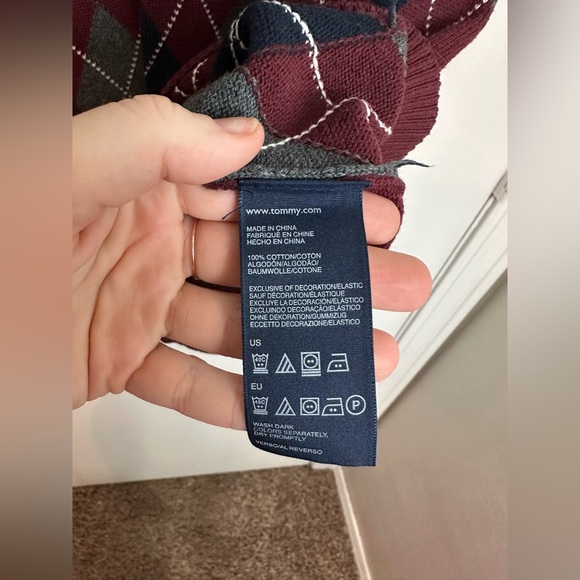 www.tommy.com
MADE IN CHINA
FABRIQUÉ EN CHINE
HECHO EN CHINA
100% COTTON/COTON
ALGODÓN/ALGODÃO/
BAUMWOLLE/COTONE
EXCLUSIVE OF DECORATION/ELASTIC
SAUF DÉCORATION/ÉLASTIQUE
EXCLUYE LA DECORACIÓN/ELÁSTICO
EXCLUINDO DECORAÇÃO/ELÁSTICO
OHNE DEKORATION/GUMMIZUG
ECCETTO DECORAZIONE/ELASTICO
US
40C
EU
40C P
WASH DARK
COLORS SEPARATELY,
DRY PROMPTLY
VERSO/AL REVERSO